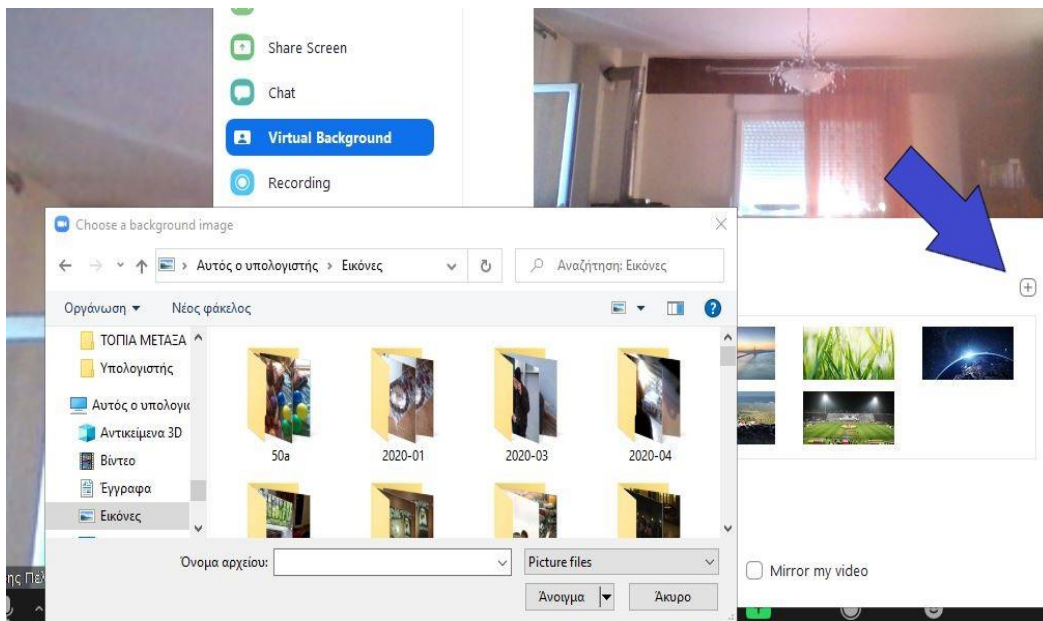 Share Screen
Chat
Virtual Background
Recording
Choose a background image
Αυτός ο υπολογιστής › Εικόνες
Αναζήτηση: Εικόνες
Οργάνωση
Νέος φάκελος
ΤΟΠΙΑ ΜΕΤΑΞΑ
Υπολογιστής
Αυτός ο υπολογισ
Αντικείμενα 3D
Βίντεο
Έγγραφα
Εικόνες
50a
2020-01
2020-03
2020-04
Όνομα αρχείου:
Picture files
Άνοιγμα
Άκυρο
Mirror my video